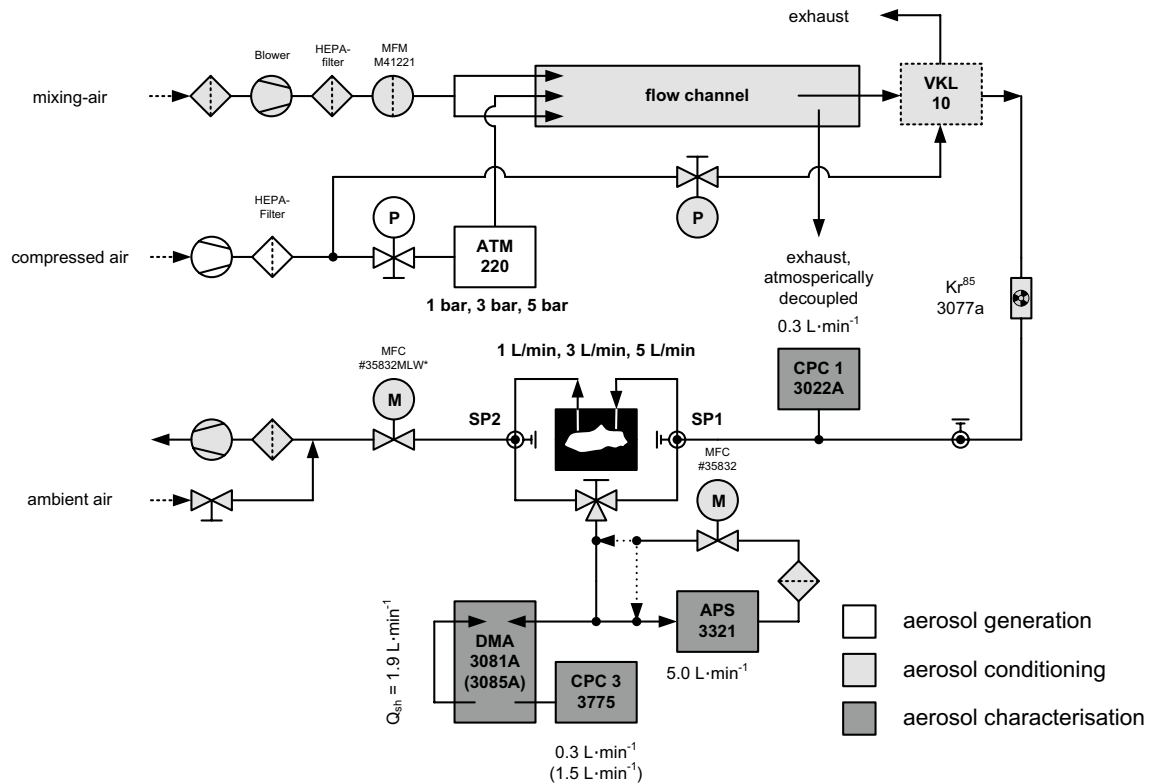 exhaust
Blower
HEPA-
filter
MFM
M41221
mixing-air
flow channel
VKL
10
HEPA-
Filter
P
P
compressed air
ATM
220
1 bar, 3 bar, 5 bar
exhaust,
atmosperically
decoupled
0.3 L·min⁻¹
Kr⁸⁵
3077a
MFC
#35832MLW*
1 L/min, 3 L/min, 5 L/min
CPC 1
3022A
M
SP2
SP1
MFC
#35832
ambient air
M
Qsh = 1.9 L·min⁻¹
DMA
3081A
(3085A)
CPC 3
3775
APS
3321
5.0 L·min⁻¹
0.3 L·min⁻¹
(1.5 L·min⁻¹)
aerosol generation
aerosol conditioning
aerosol characterisation